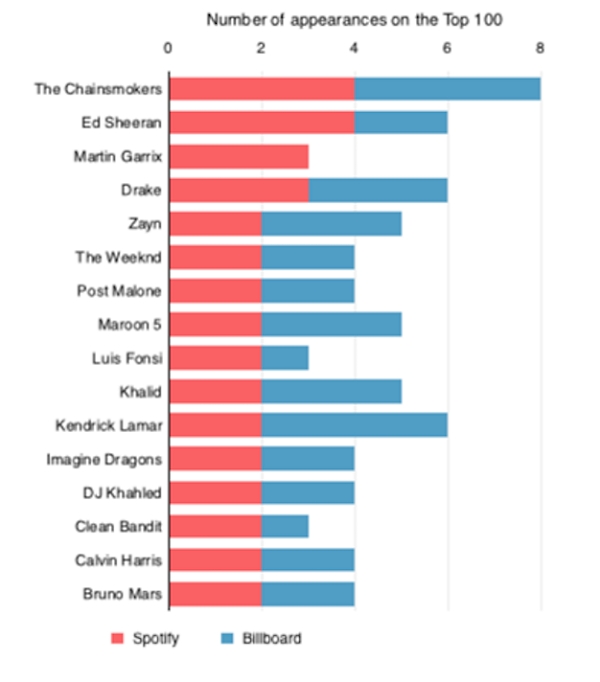 Number of appearances on the Top 100
0 2 4 6 8
The Chainsmokers
Ed Sheeran
Martin Garrix
Drake
Zayn
The Weeknd
Post Malone
Maroon 5
Luis Fonsi
Khalid
Kendrick Lamar
Imagine Dragons
DJ Khahled
Clean Bandit
Calvin Harris
Bruno Mars
Spotify Billboard